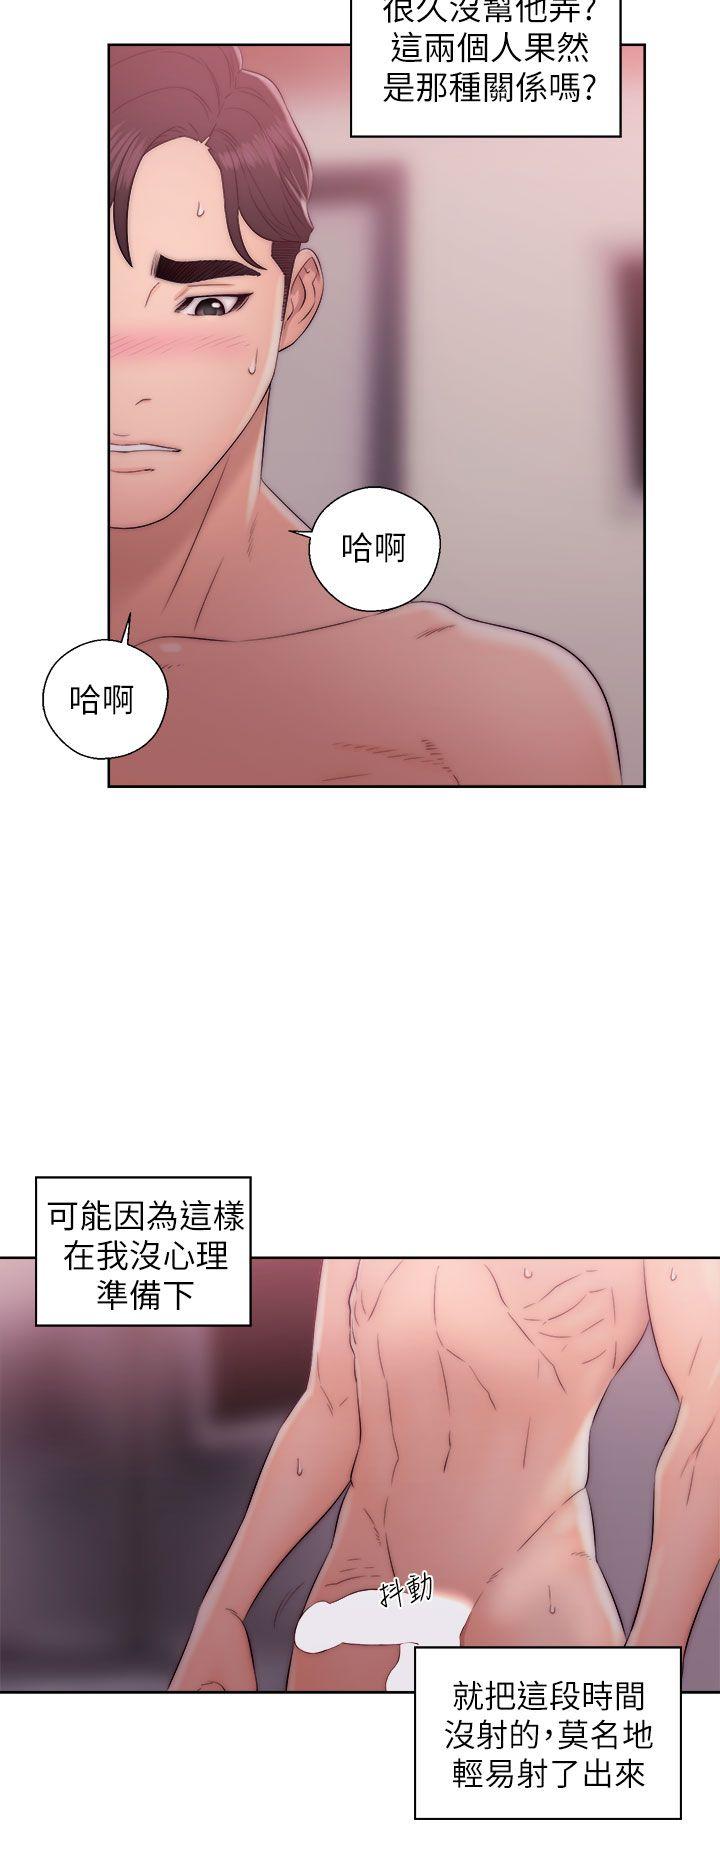 很久沒幫他弄?
這兩個人果然
是那種關係嗎?
哈啊
哈啊
可能因為這樣
在我沒心理
準備下
抖動
就把這段時間
沒射的,莫名地
輕易射了出來